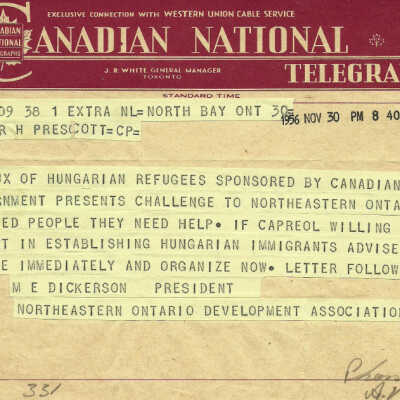 EXCLUSIVE CONNECTION WITH WESTERN UNION CABLE SERVICE
CANADIAN NATIONAL
J. R. WHITE, GENERAL MANAGER
TORONTO
TELEGRA
CANADIAN
NATIONAL
STANDARD TIME
09 38 1 EXTRA NL=NORTH BAY ONT 30=
1956 NOV 30 PM 8 40
R H PRESCOTT=CP=
UX OF HUNGARIAN REFUGEES SPONSORED BY CANADIAN
RNMENT PRESENTS CHALLENGE TO NORTHEASTERN ONTA
ED PEOPLE THEY NEED HELP. IF CAPREOL WILLING
T IN ESTABLISHING HUNGARIAN IMMIGRANTS ADVISE
E IMMEDIATELY AND ORGANIZE NOW. LETTER FOLLOW
M E DICKERSON PRESIDENT
NORTHEASTERN ONTARIO DEVELOPMENT ASSOCIATION
331